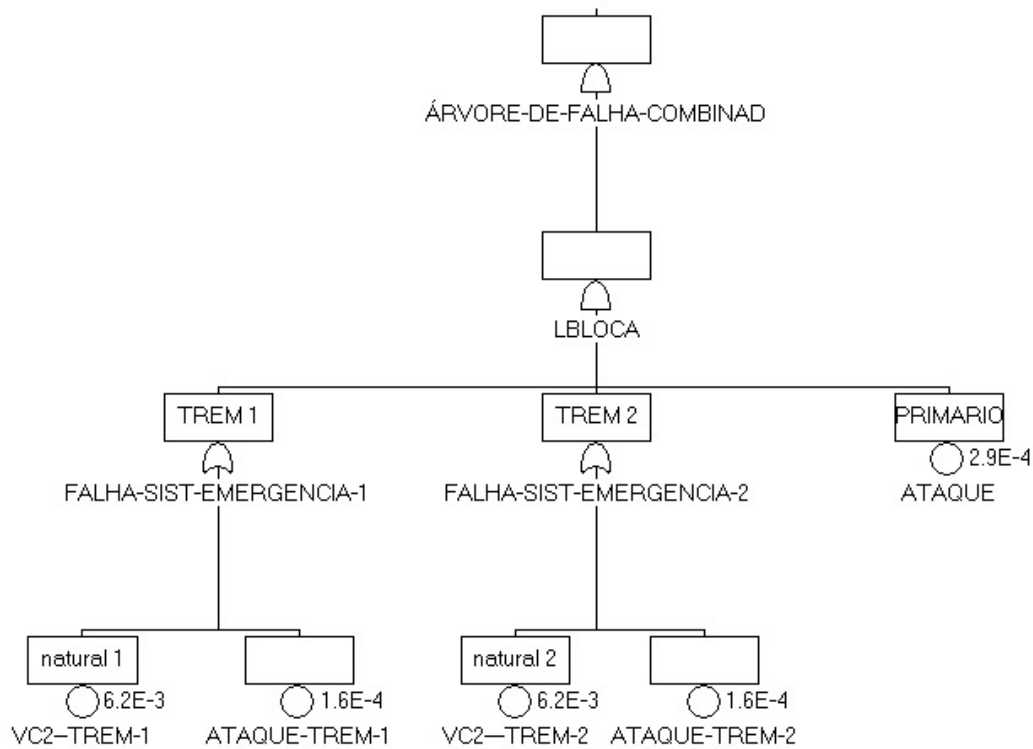 ÁRVORE-DE-FALHA-COMBINAD
LBLOCA
TREM 1
TREM 2
PRIMARIO
2.9E-4
FALHA-SIST-EMERGENCIA-1
FALHA-SIST-EMERGENCIA-2
ATAQUE
natural 1
natural 2
6.2E-3
1.6E-4
6.2E-3
1.6E-4
VC2–TREM-1
ATAQUE-TREM-1
VC2—TREM-2
ATAQUE-TREM-2